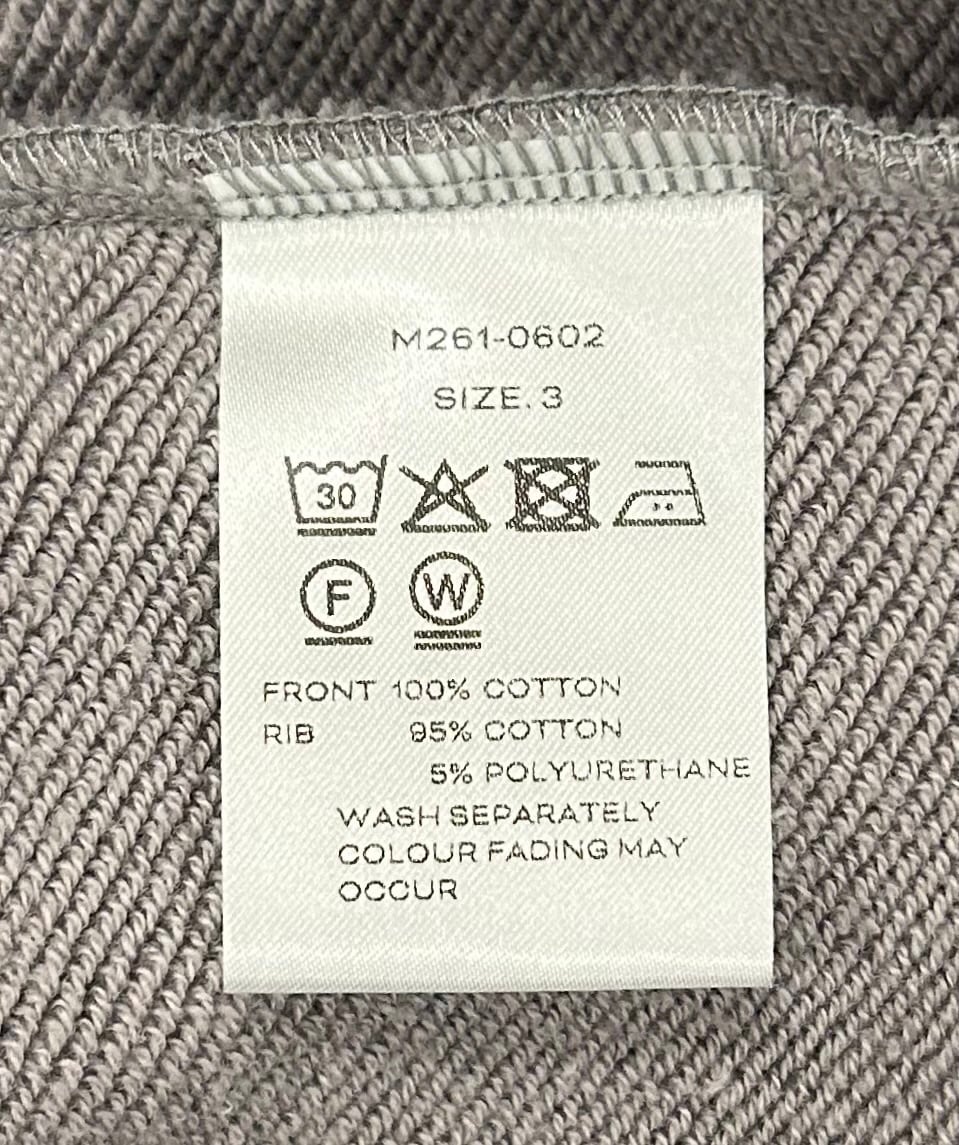 M261-0602
SIZE. 3
30
F W
FRONT 100% COTTON
RIB 95% COTTON
5% POLYURETHANE
WASH SEPARATELY
COLOUR FADING MAY
OCCUR